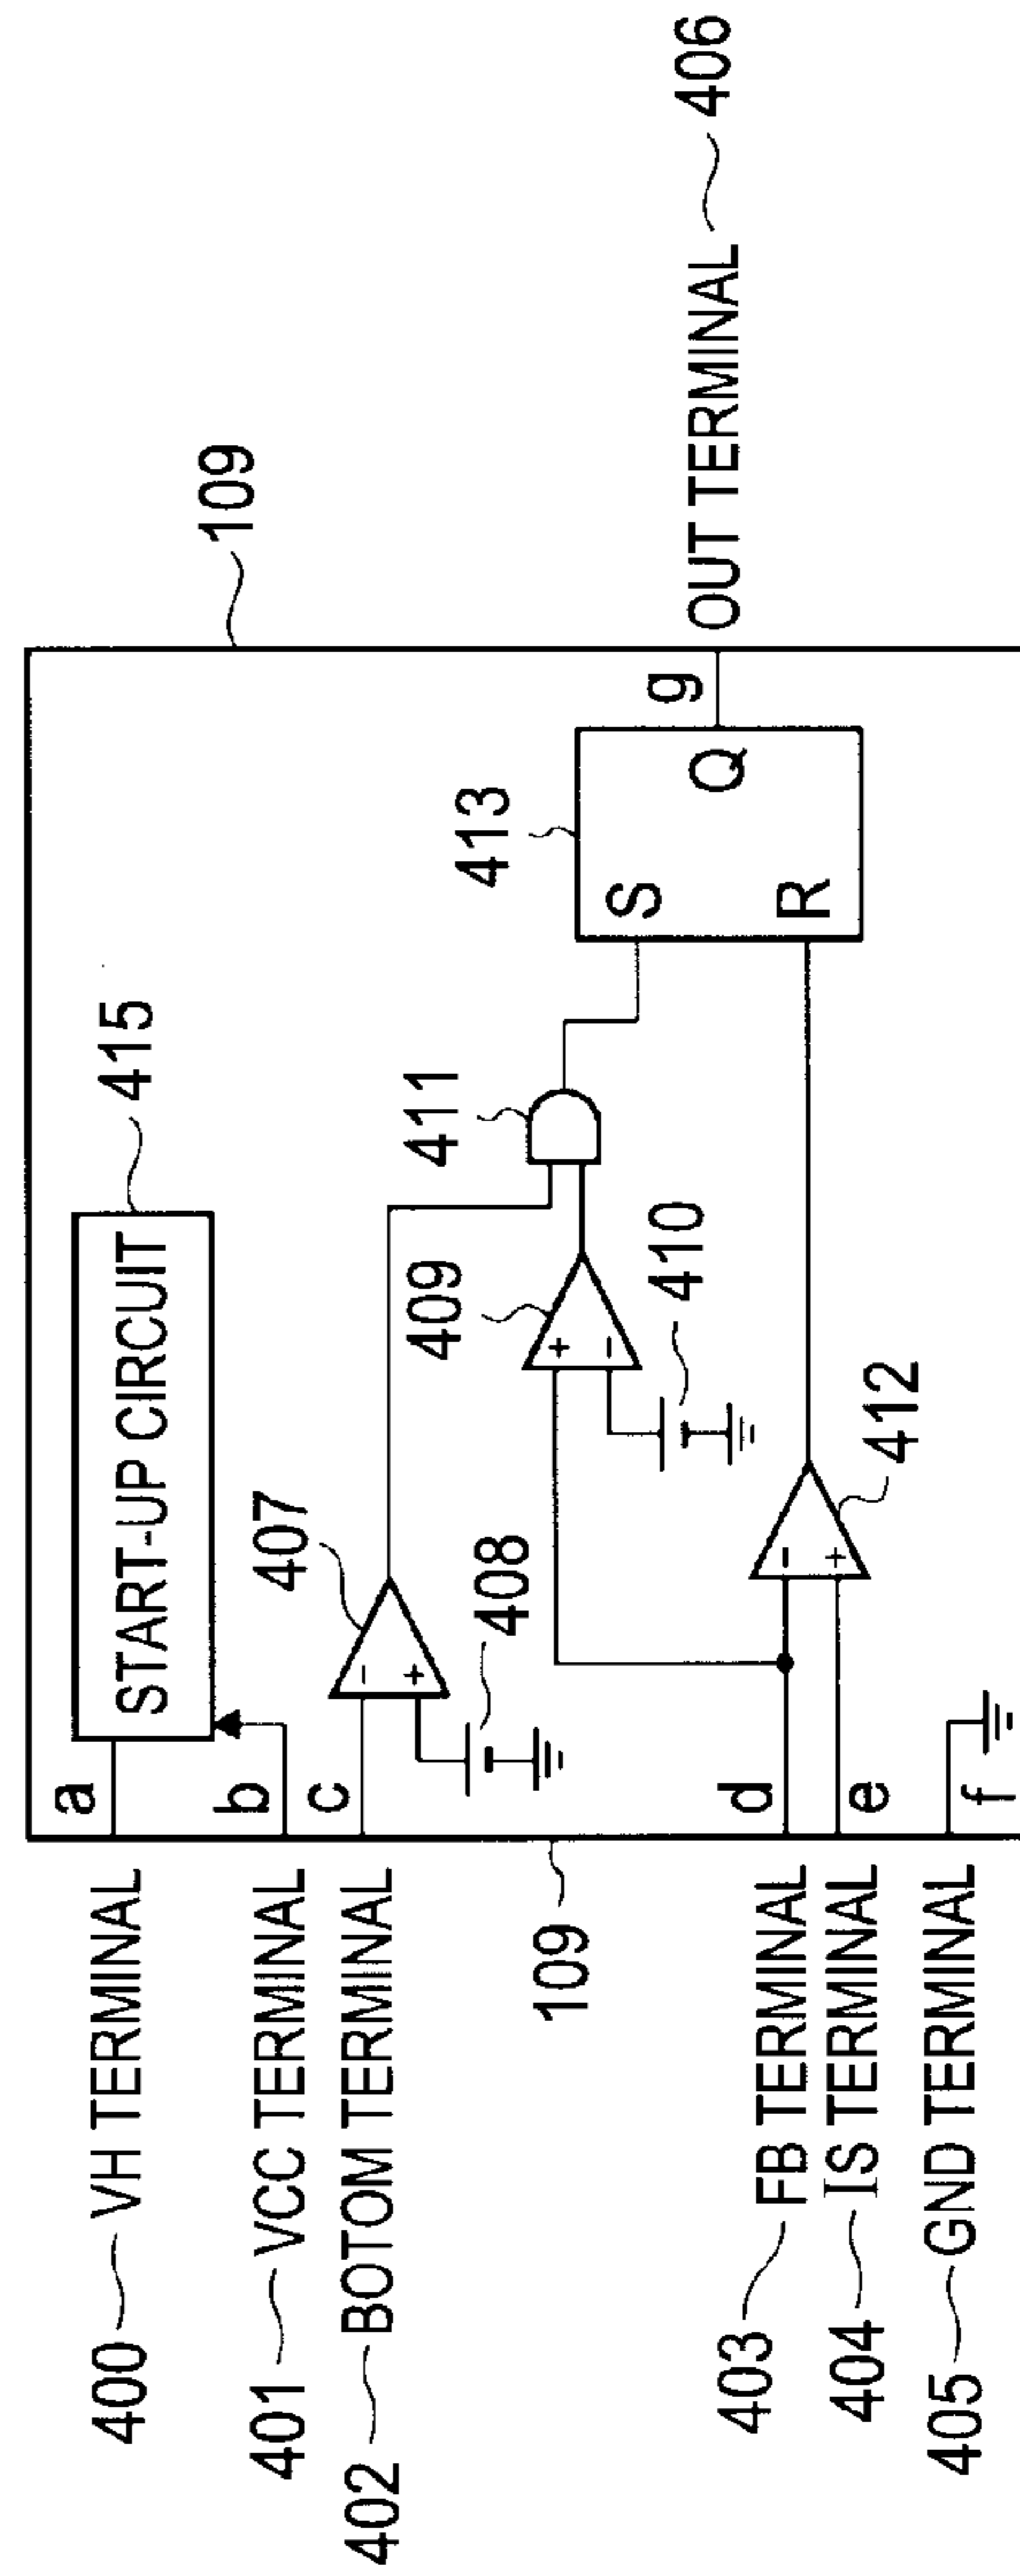 109
a
START-UP CIRCUIT
415
b
c
407
-
+
408
409
+
-
410
411
413
S
Q
R
g
d
e
-
+
412
f
109
400 VH TERMINAL
401 VCC TERMINAL
402 BOTTOM TERMINAL
403 FB TERMINAL
404 IS TERMINAL
405 GND TERMINAL
OUT TERMINAL 406